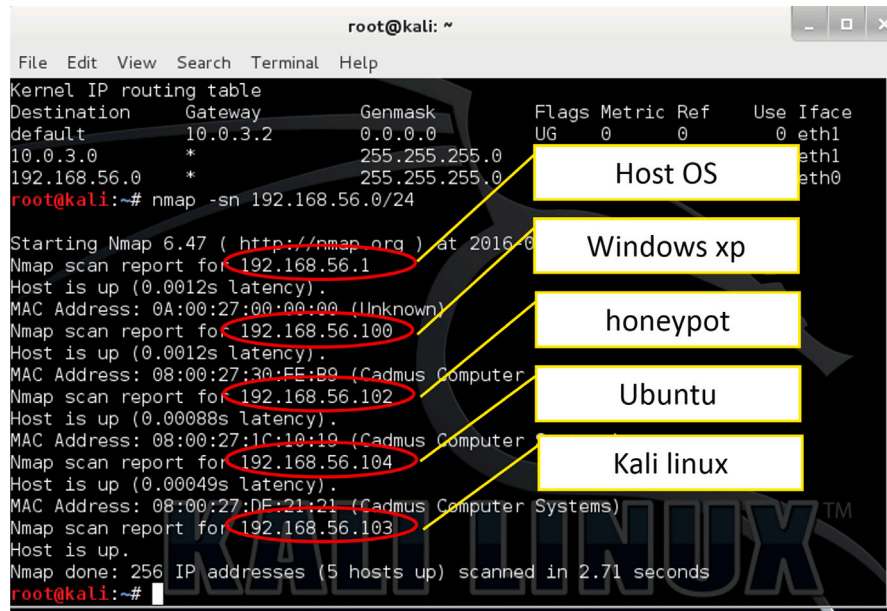 root@kali: ~
File Edit View Search Terminal Help
Kernel IP routing table
Destination Gateway Genmask Flags Metric Ref Use Iface
default 10.0.3.2 0.0.0.0 UG 0 0 0 eth1
10.0.3.0 * 255.255.255.0 eth1
192.168.56.0 * 255.255.255.0 eth0
root@kali:~# nmap -sn 192.168.56.0/24
Host OS
Starting Nmap 6.47 ( http://nmap.org ) at 2016-0
Windows xp
Nmap scan report for 192.168.56.1
Host is up (0.0012s latency).
MAC Address: 0A:00:27:00:00:00 (Unknown)
Nmap scan report for 192.168.56.100
honeypot
Host is up (0.0012s latency).
MAC Address: 08:00:27:30:FE:B9 (Cadmus Computer
Nmap scan report for 192.168.56.102
Ubuntu
Host is up (0.00088s latency).
MAC Address: 08:00:27:1C:10:19 (Cadmus Computer
Nmap scan report for 192.168.56.104
Kali linux
Host is up (0.00049s latency).
MAC Address: 08:00:27:DE:21:21 (Cadmus Computer Systems)
Nmap scan report for 192.168.56.103
Host is up.
Nmap done: 256 IP addresses (5 hosts up) scanned in 2.71 seconds
root@kali:~#
KALI LINUX TM